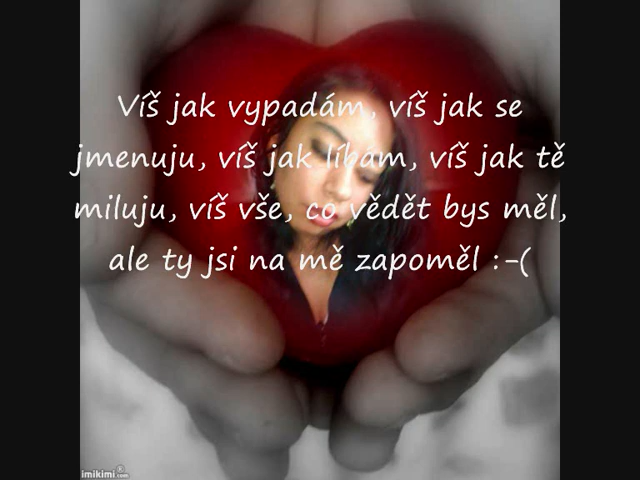 Víš jak vypadám, víš jak se
jmenuju, víš jak líbám, víš jak tě
miluju, víš vše, co vědět bys měl,
ale ty jsi na mě zapoměl :-(
imikimi.com